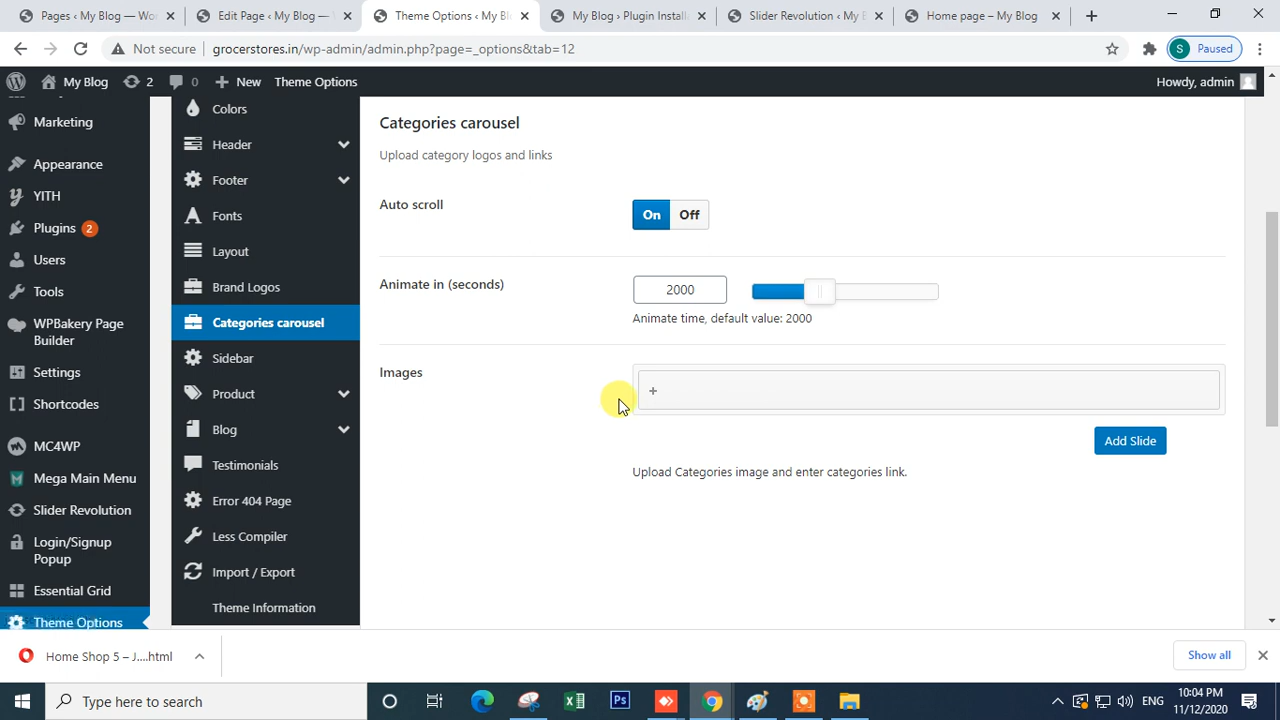 Pages ‹ My Blog — Wor
Edit Page ‹ My Blog — W
Theme Options ‹ My Blo
My Blog › Plugin Installa
Slider Revolution ‹ My B
Home page – My Blog
Not secure
grocerstores.in/wp-admin/admin.php?page=_options&tab=12
S Paused
My Blog
2
0
New
Theme Options
Howdy, admin
Marketing
Appearance
YITH
Plugins 2
Users
Tools
WPBakery Page
Builder
Settings
Shortcodes
MC4WP
Mega Main Menu
Slider Revolution
Login/Signup
Popup
Essential Grid
Theme Options
Colors
Header
Footer
Fonts
Layout
Brand Logos
Categories carousel
Sidebar
Product
Blog
Testimonials
Error 404 Page
Less Compiler
Import / Export
Theme Information
Categories carousel
Upload category logos and links
Auto scroll
On
Off
Animate in (seconds)
2000
Animate time, default value: 2000
Images
+
Add Slide
Upload Categories image and enter categories link.
Home Shop 5 – J....html
Show all
Type here to search
Ps
ENG
10:04 PM
11/12/2020